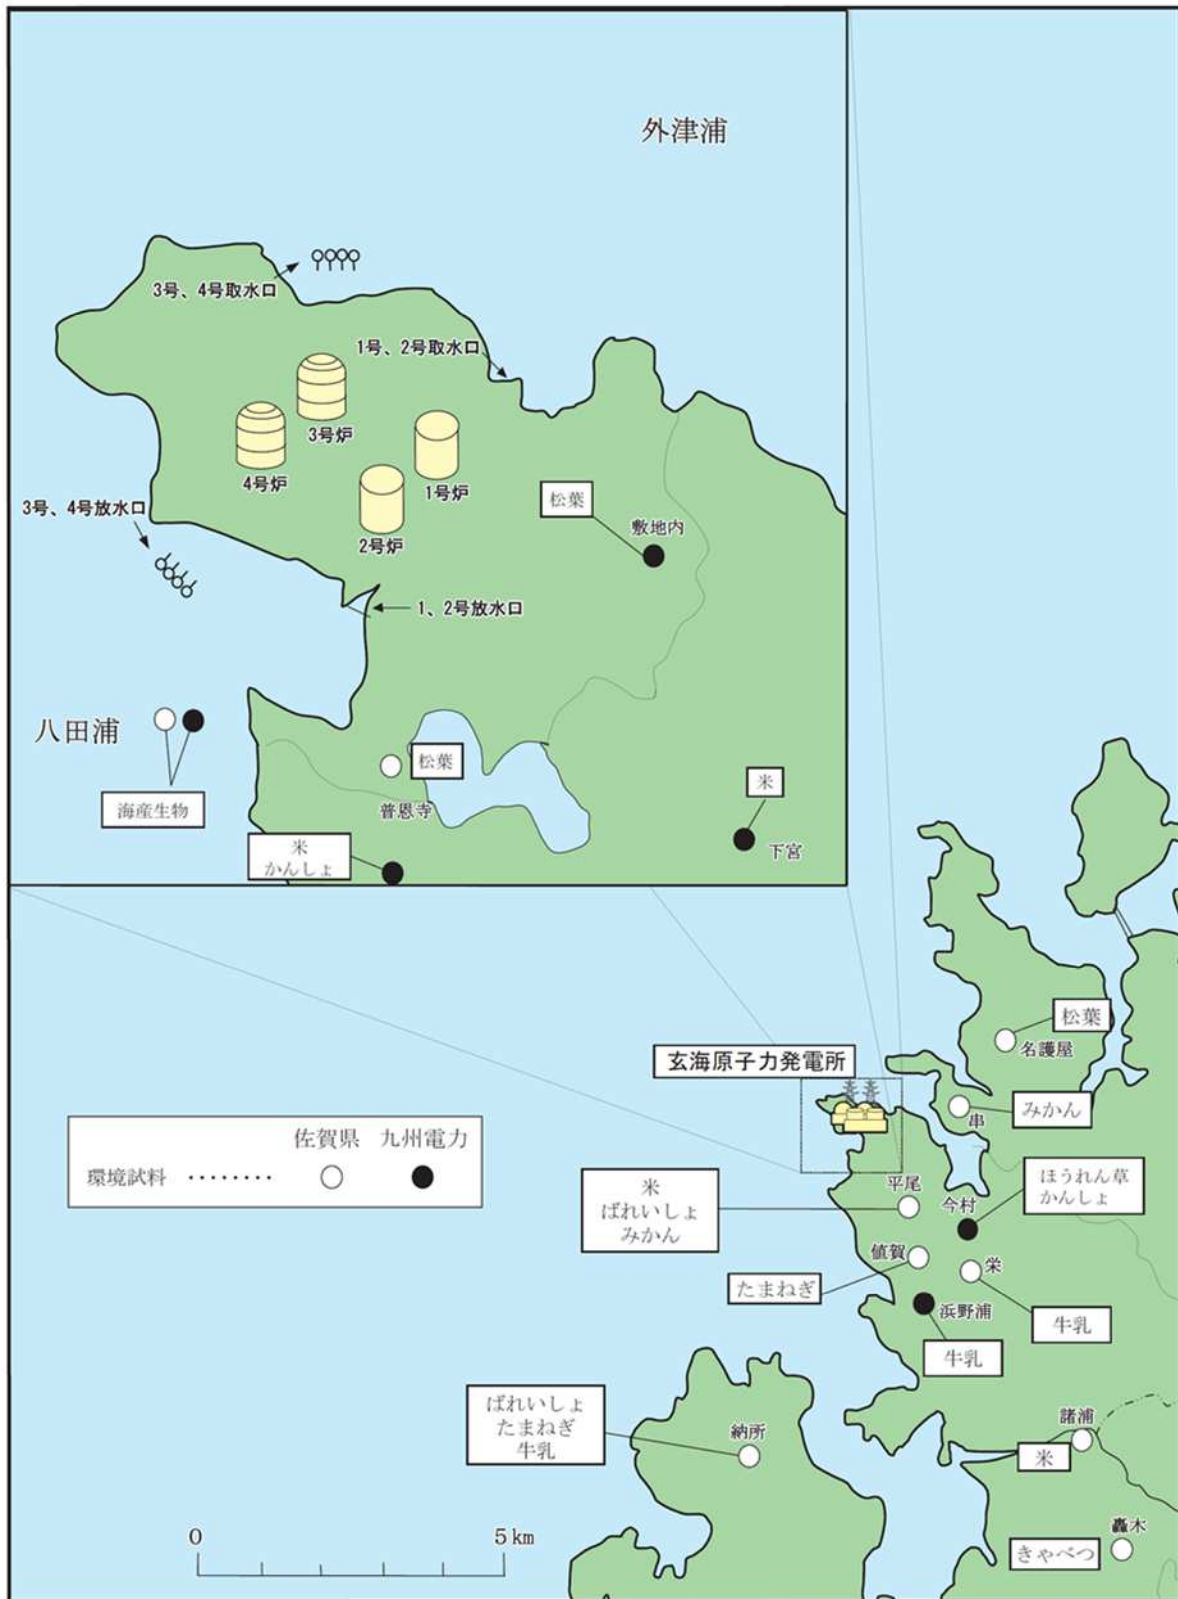 外津浦
3号、4号取水口
1号、2号取水口
3号炉
4号炉
1号炉
2号炉
3号、4号放水口
松葉
敷地内
1、2号放水口
八田浦
海産生物
松葉
普恩寺
米
かんしょ
米
下宮
松葉
名護屋
玄海原子力発電所
みかん
串
佐賀県 九州電力
環境試料 ········
平尾
米
ばれいしょ
みかん
今村
ほうれん草
かんしょ
値賀
たまねぎ
栄
牛乳
浜野浦
牛乳
ばれいしょ
たまねぎ
牛乳
納所
諸浦
米
轟木
きゃべつ
0 5km